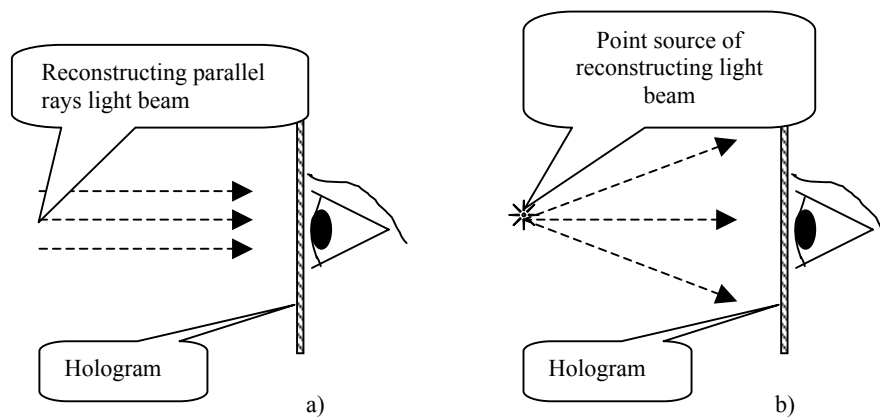 Reconstructing parallel
rays light beam
Hologram
a)
Point source of
reconstructing light
beam
Hologram
b)